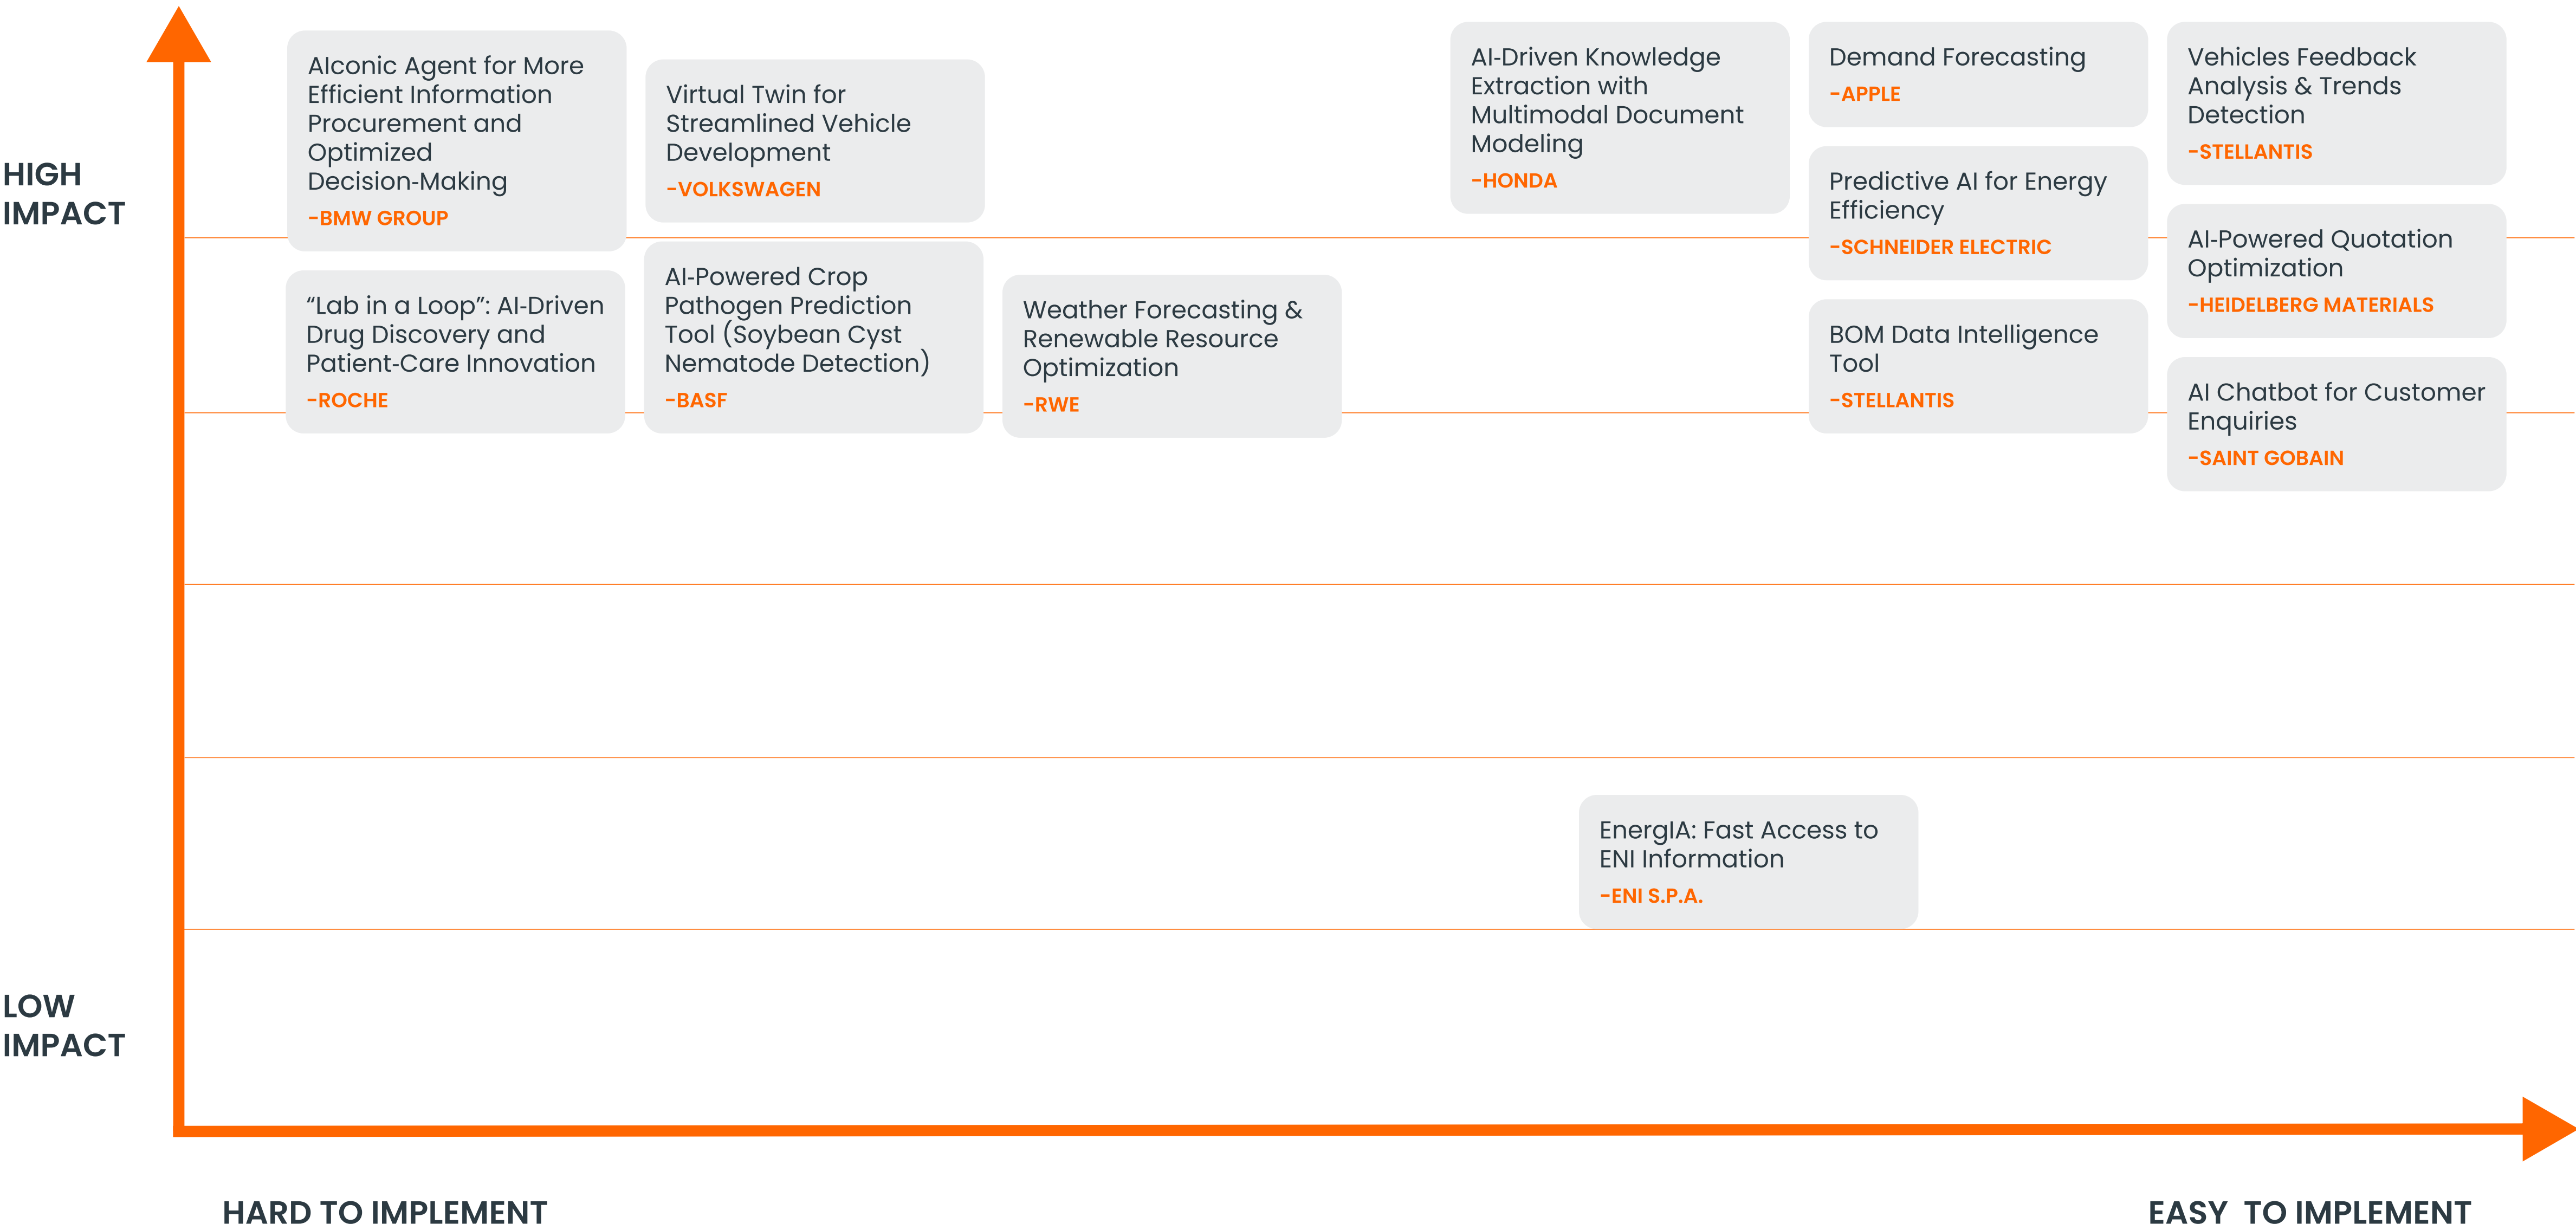 HIGH
IMPACT
AIconic Agent for More
Efficient Information
Procurement and
Optimized
Decision-Making
-BMW GROUP
Virtual Twin for
Streamlined Vehicle
Development
-VOLKSWAGEN
AI-Driven Knowledge
Extraction with
Multimodal Document
Modeling
-HONDA
Demand Forecasting
-APPLE
Vehicles Feedback
Analysis & Trends
Detection
-STELLANTIS
Predictive AI for Energy
Efficiency
-SCHNEIDER ELECTRIC
AI-Powered Quotation
Optimization
-HEIDELBERG MATERIALS
“Lab in a Loop”: AI-Driven
Drug Discovery and
Patient-Care Innovation
-ROCHE
AI-Powered Crop
Pathogen Prediction
Tool (Soybean Cyst
Nematode Detection)
-BASF
Weather Forecasting &
Renewable Resource
Optimization
-RWE
BOM Data Intelligence
Tool
-STELLANTIS
AI Chatbot for Customer
Enquiries
-SAINT GOBAIN
EnergIA: Fast Access to
ENI Information
-ENI S.P.A.
LOW
IMPACT
HARD TO IMPLEMENT
EASY TO IMPLEMENT